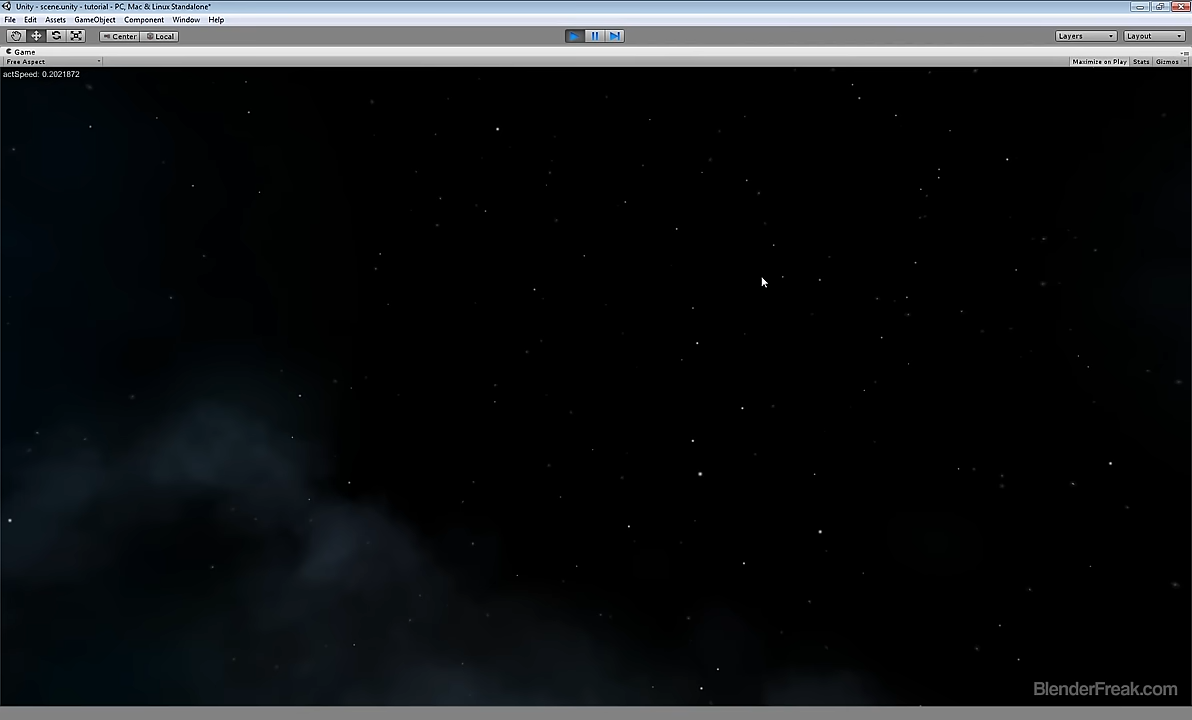 Unity - scene.unity - tutorial - PC, Mac & Linux Standalone*
File Edit Assets GameObject Component Window Help
Center Local Layers Layout
Game
Free Aspect Maximize on Play Stats Gizmos
actSpeed: 0.2021872
BlenderFreak.com